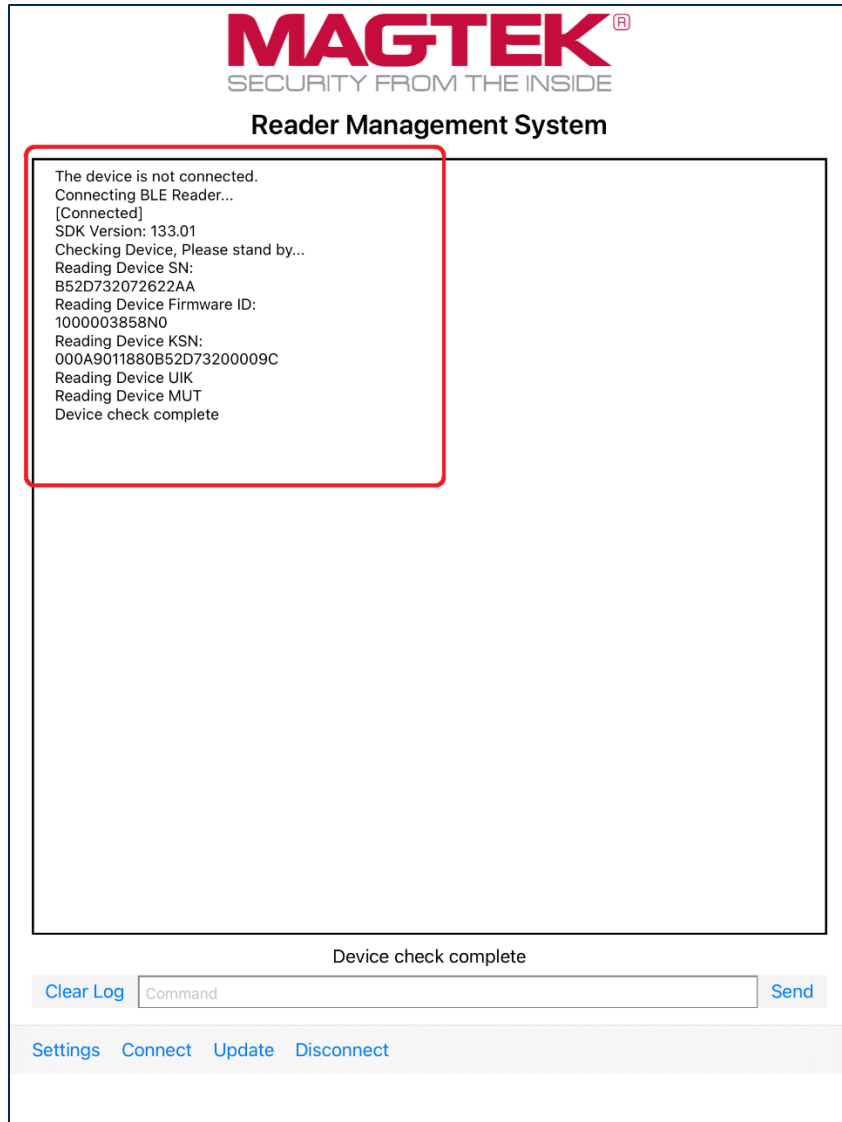 MAGTEK®
SECURITY FROM THE INSIDE
Reader Management System
The device is not connected.
Connecting BLE Reader...
[Connected]
SDK Version: 133.01
Checking Device, Please stand by...
Reading Device SN:
B52D732072622AA
Reading Device Firmware ID:
1000003858N0
Reading Device KSN:
000A9011880B52D73200009C
Reading Device UIK
Reading Device MUT
Device check complete
Device check complete
Clear Log Command Send
Settings Connect Update Disconnect